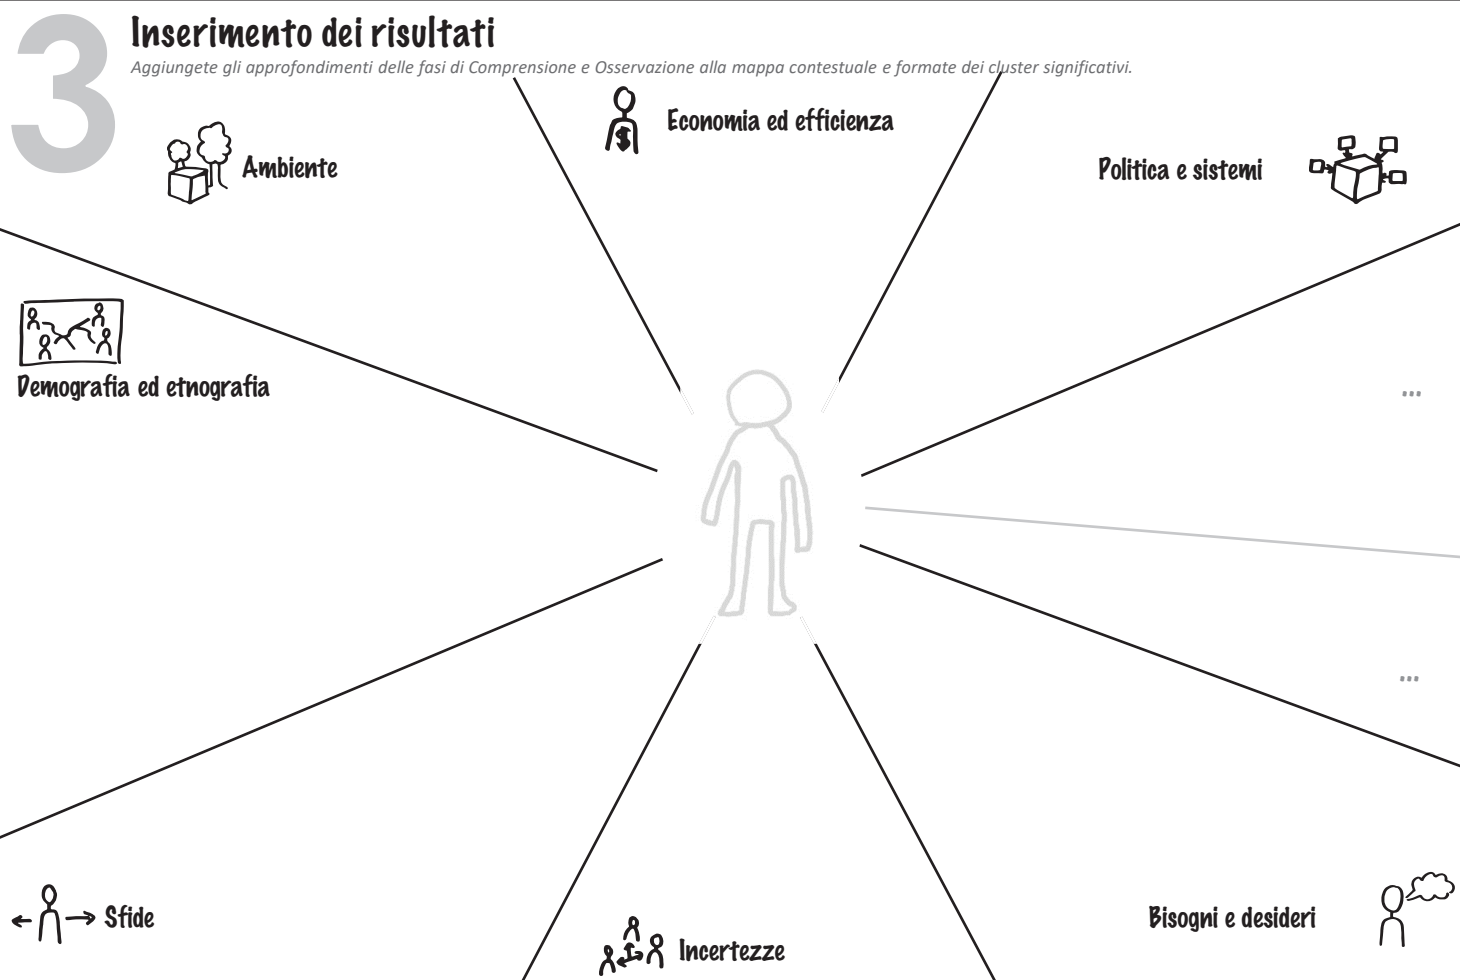 3
Inserimento dei risultati
Aggiungete gli approfondimenti delle fasi di Comprensione e Osservazione alla mappa contestuale e formate dei cluster significativi.
Economia ed efficienza
$
Ambiente
Politica e sistemi
Demografia ed etnografia
...
...
Sfide
Incertezze
Bisogni e desideri